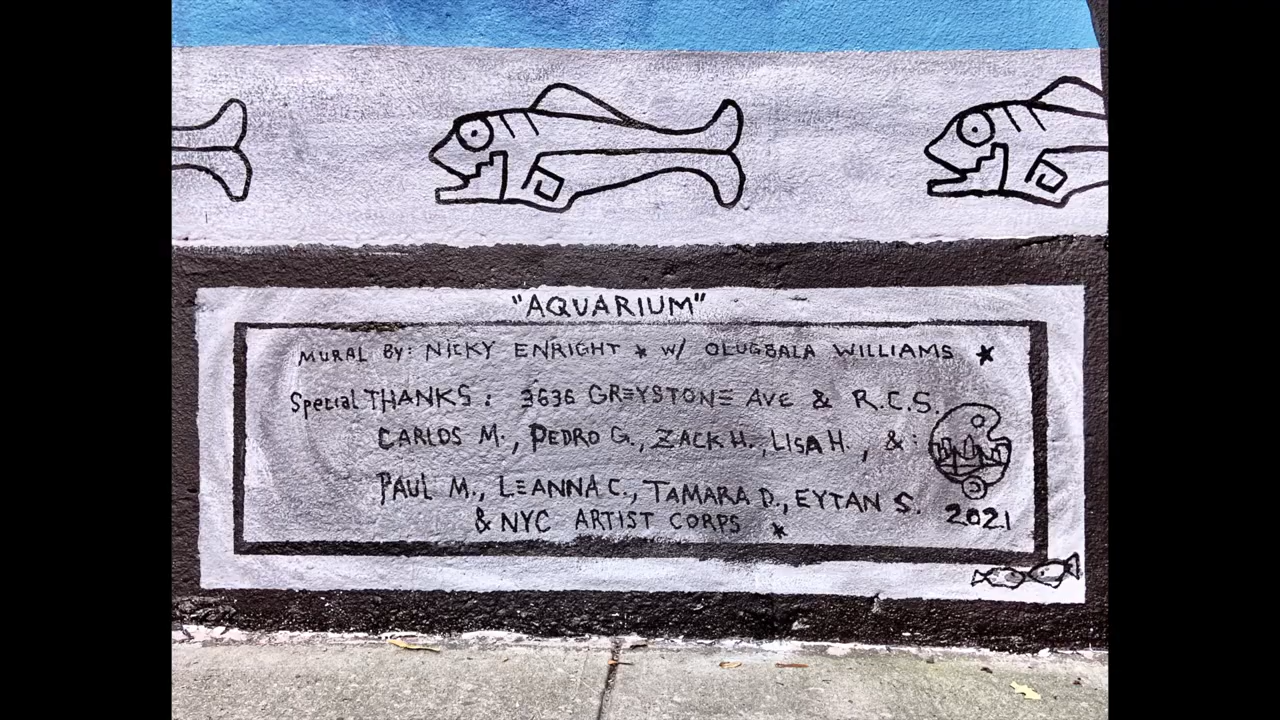 "AQUARIUM"
MURAL BY: NICKY ENRIGHT * W/ OLUGBALA WILLIAMS *
Special THANKS: 3636 GREYSTONE AVE & R.C.S.
CARLOS M., PEDRO G., ZACK H., LISA H., &:
PAUL M., LEANNA C., TAMARA D., EYTAN S.
& NYC ARTIST CORPS *
2021